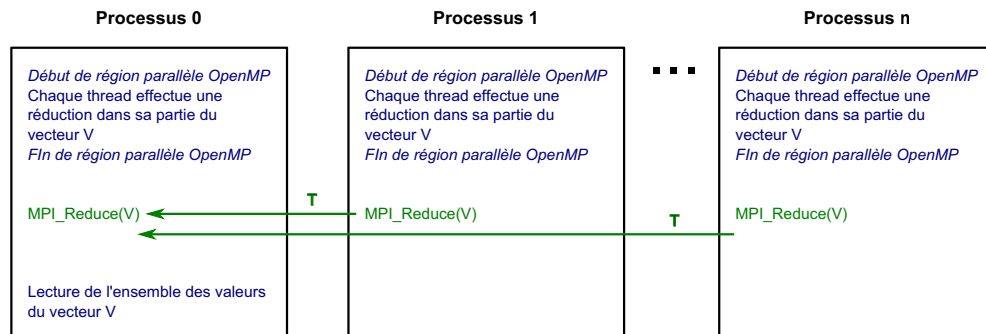 Processus 0
Début de région parallèle OpenMP
Chaque thread effectue une
réduction dans sa partie du
vecteur V
FIn de région parallèle OpenMP
MPI_Reduce(V)
Lecture de l'ensemble des valeurs
du vecteur V
T
Processus 1
Début de région parallèle OpenMP
Chaque thread effectue une
réduction dans sa partie du
vecteur V
FIn de région parallèle OpenMP
MPI_Reduce(V)
T
...
Processus n
Début de région parallèle OpenMP
Chaque thread effectue une
réduction dans sa partie du
vecteur V
FIn de région parallèle OpenMP
MPI_Reduce(V)